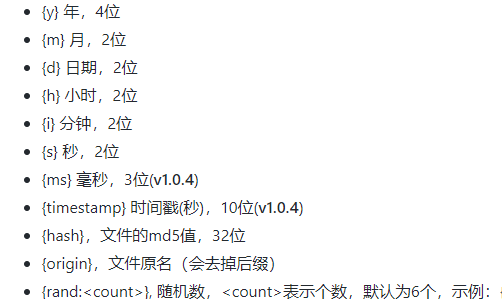 {y} 年，4位
{m} 月，2位
{d} 日期，2位
{h} 小时，2位
{i} 分钟，2位
{s} 秒，2位
{ms} 毫秒，3位(v1.0.4)
{timestamp} 时间戳(秒)，10位(v1.0.4)
{hash}，文件的md5值，32位
{origin}，文件原名（会去掉后缀）
{rand:<count>}, 随机数，<count>表示个数，默认为6个，示例：